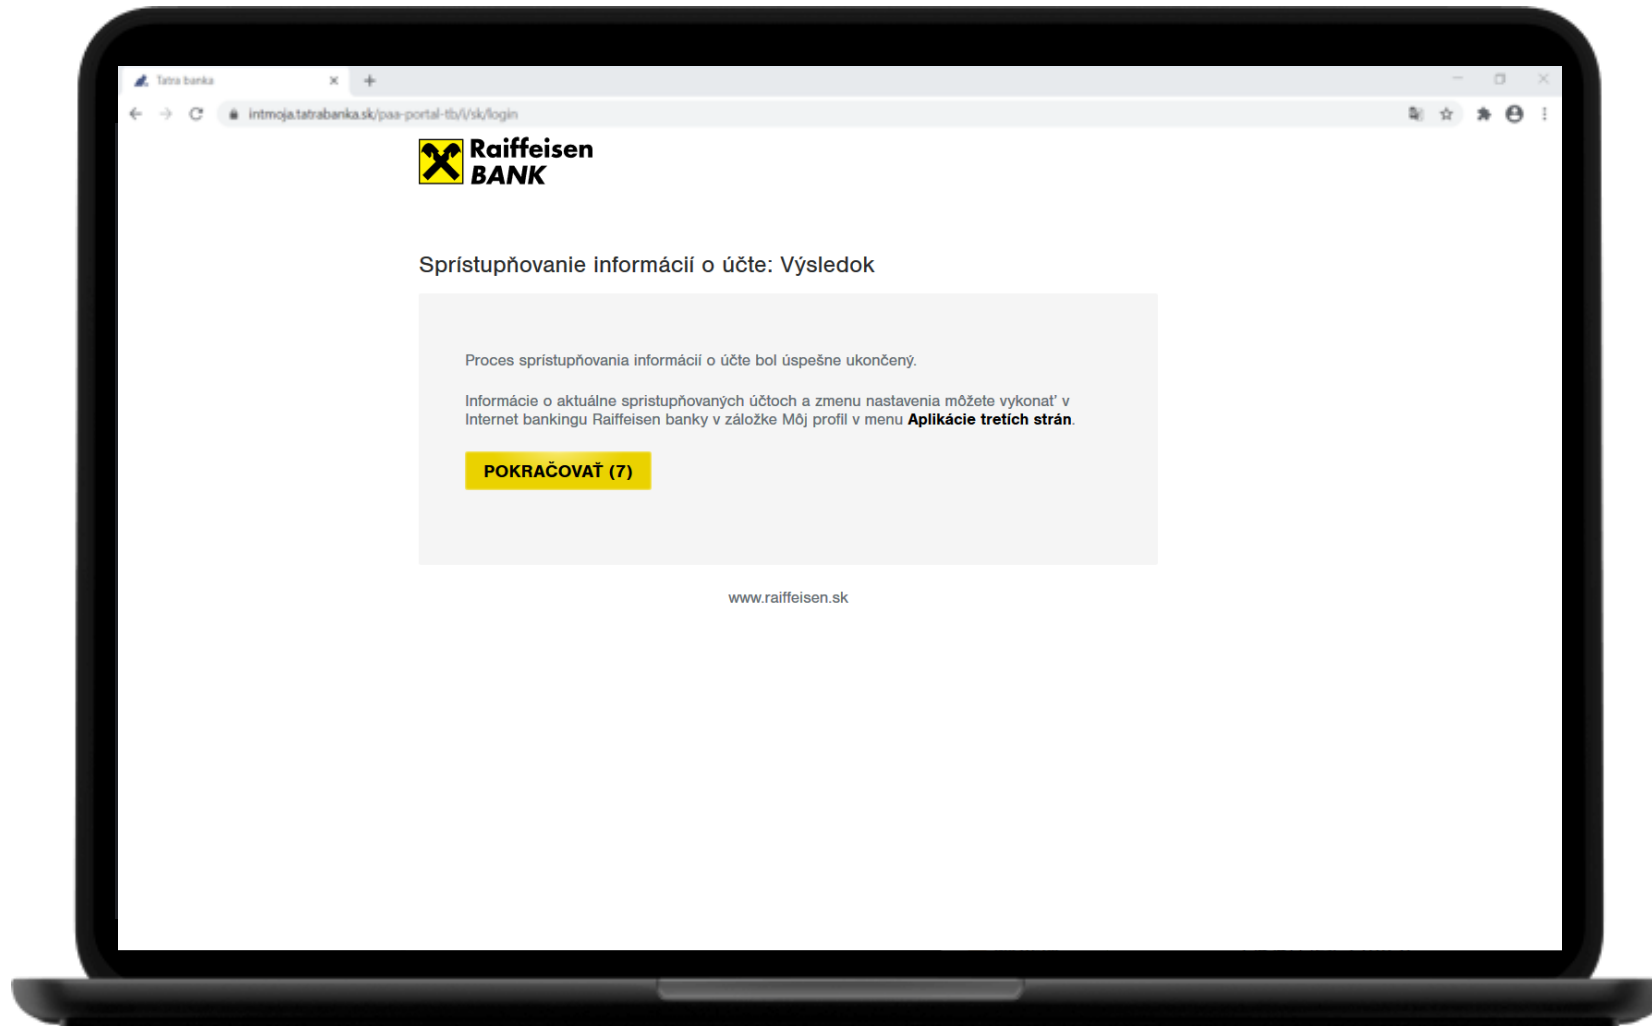 Tatra banka
intmoja.tatrabanka.sk/paa-portal-tb/i/sk/login
Raiffeisen
BANK
Sprístupňovanie informácií o účte: Výsledok
Proces sprístupňovania informácií o účte bol úspešne ukončený.
Informácie o aktuálne spristupňovaných účtoch a zmenu nastavenia môžete vykonať v
Internet bankingu Raiffeisen banky v záložke Môj profil v menu Aplikácie tretích strán.
POKRAČOVAŤ (7)
www.raiffeisen.sk